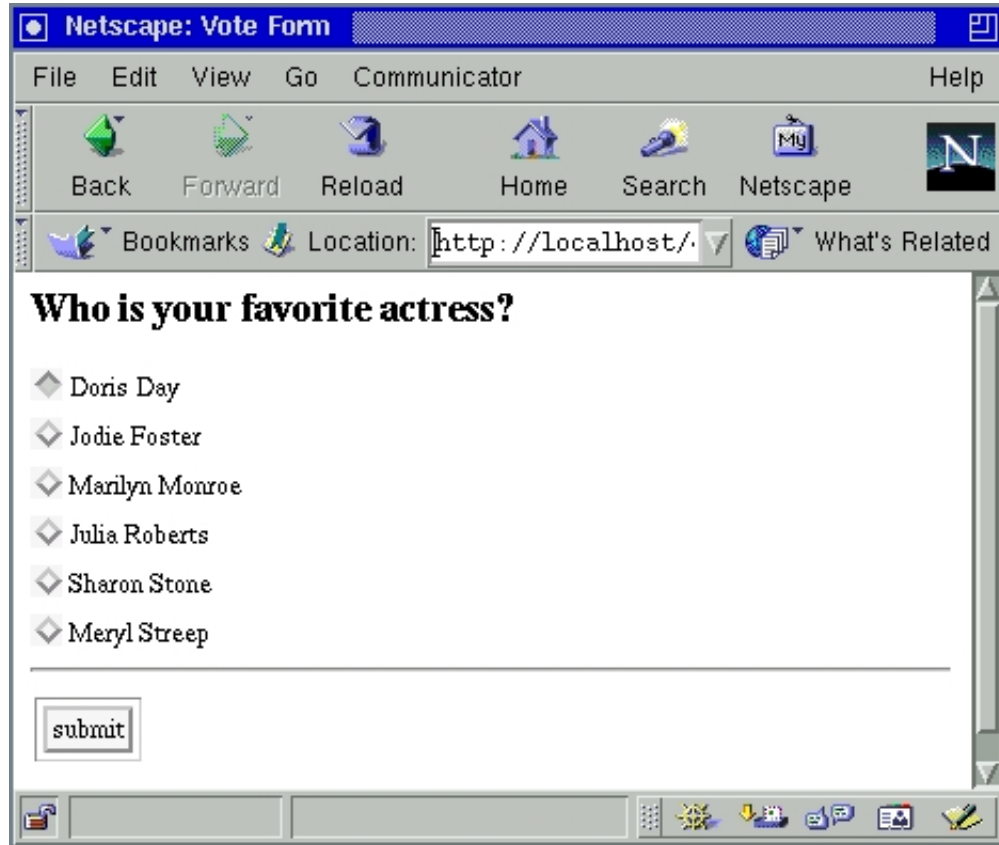 Netscape: Vote Form
File Edit View Go Communicator Help
Back Forward Reload Home Search My Netscape N
Bookmarks Location: http://localhost/ What's Related
Who is your favorite actress?
Doris Day
Jodie Foster
Marilyn Monroe
Julia Roberts
Sharon Stone
Meryl Streep
submit